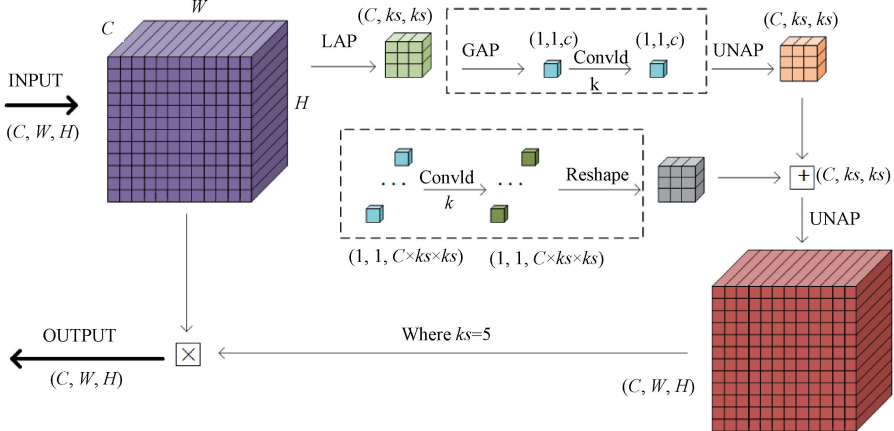 W
(C, ks, ks)
(C, ks, ks)
C
LAP
GAP
(1,1,c)
Convld
(1,1,c)
UNAP
k
INPUT
H
(C, W, H)
Convld
k
Reshape
+
(C, ks, ks)
UNAP
(1, 1, C×ks×ks)
(1, 1, C×ks×ks)
OUTPUT
Where ks=5
×
(C, W, H)
(C, W, H)